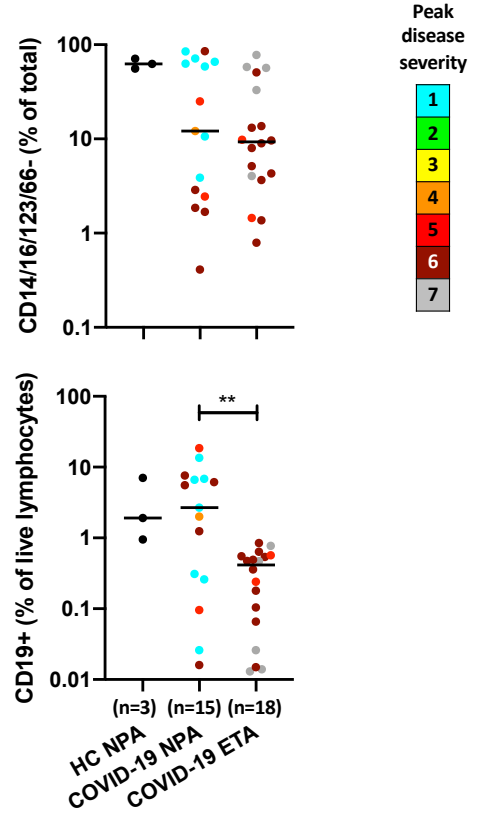 Peak
disease
severity
1
2
3
4
5
6
7
CD14/16/123/66- (% of total)
100
10
1
0.1
CD19+ (% of live lymphocytes)
100
10
1
0.1
0.01
**
(n=3) (n=15) (n=18)
HC NPA
COVID-19 NPA
COVID-19 ETA